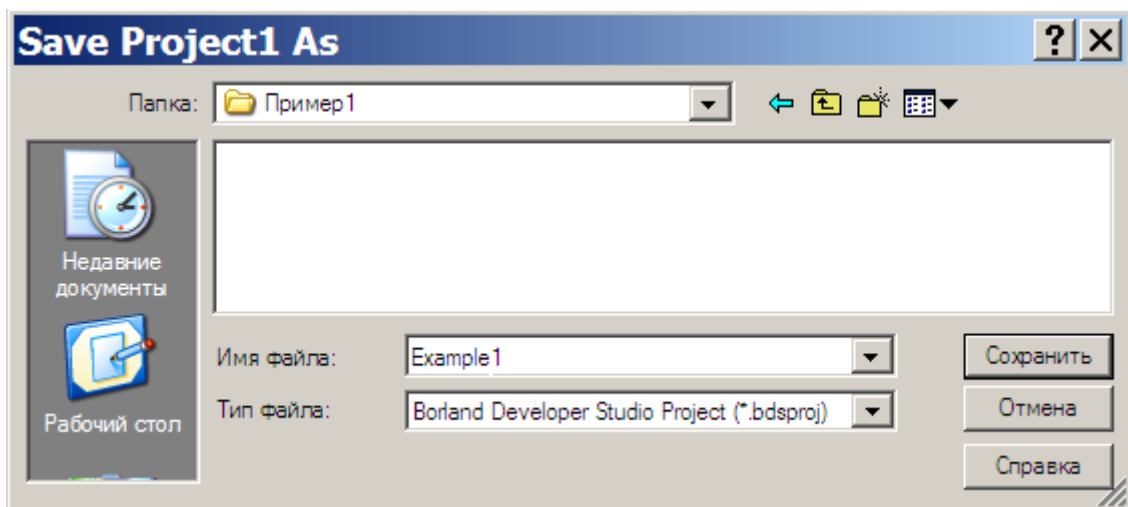 Save Project1 As
Папка: Пример1
Недавние
документы
Рабочий стол
Имя файла: Example1
Сохранить
Тип файла: Borland Developer Studio Project (*.bdsproj)
Отмена
Справка